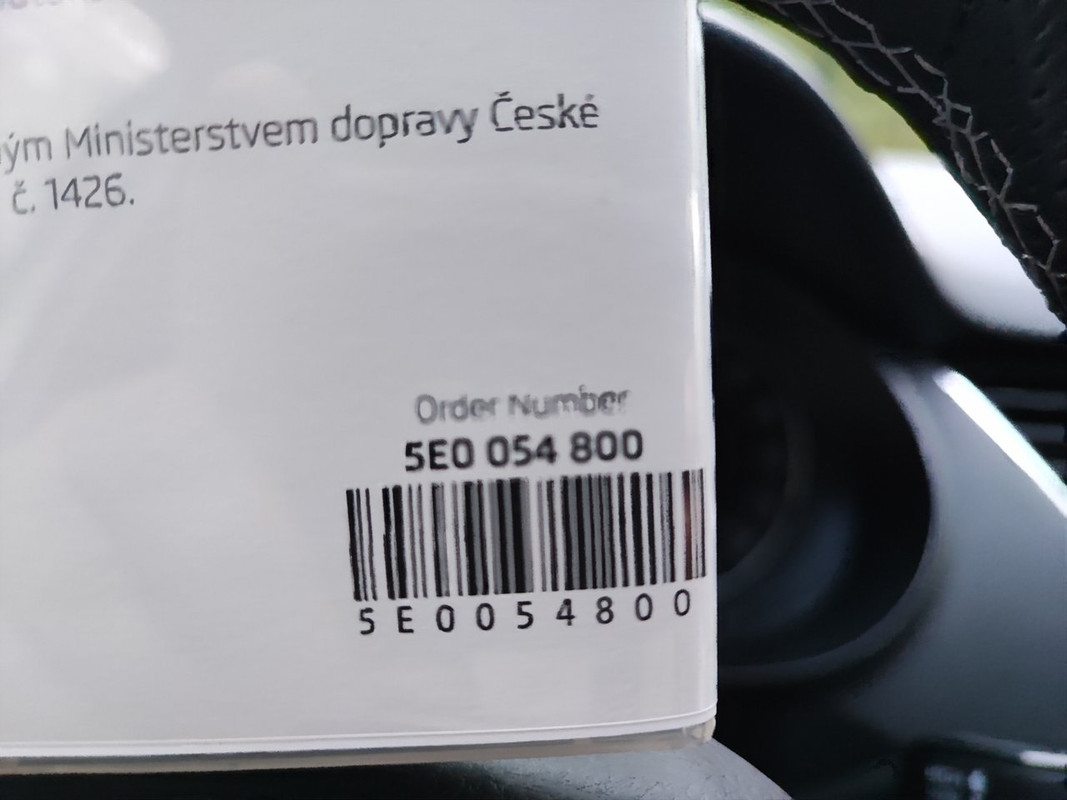 ým Ministerstvem dopravy České
č. 1426.
Order Number
5E0 054 800
5E0054800